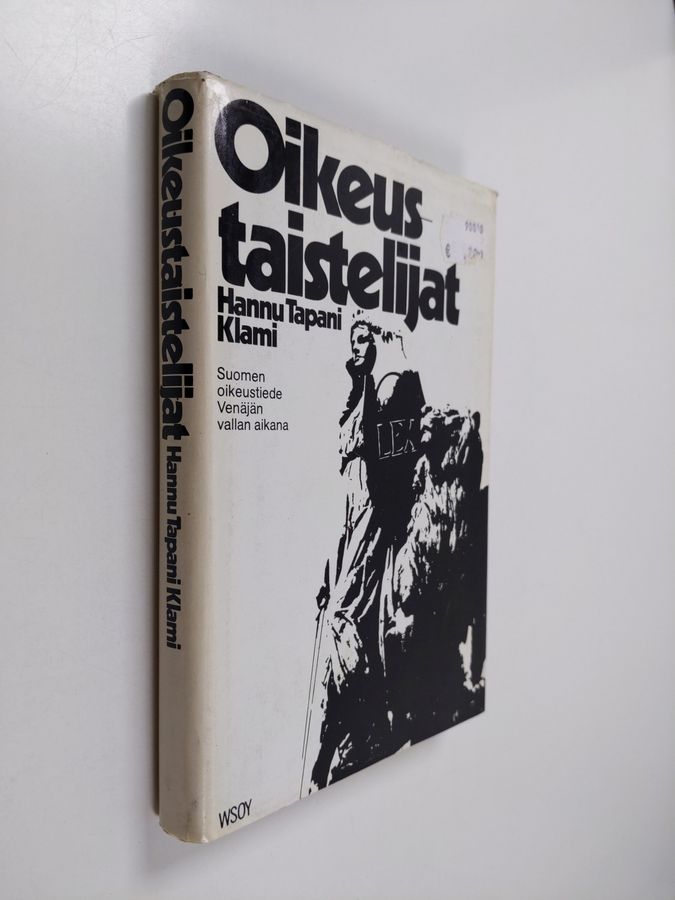 Oikeus-
taistelijat
Hannu Tapani
Klami
Suomen
oikeustiede
Venäjän
vallan aikana
LEX
WSOY
Oikeustaistelijat Hannu Tapani Klami
€